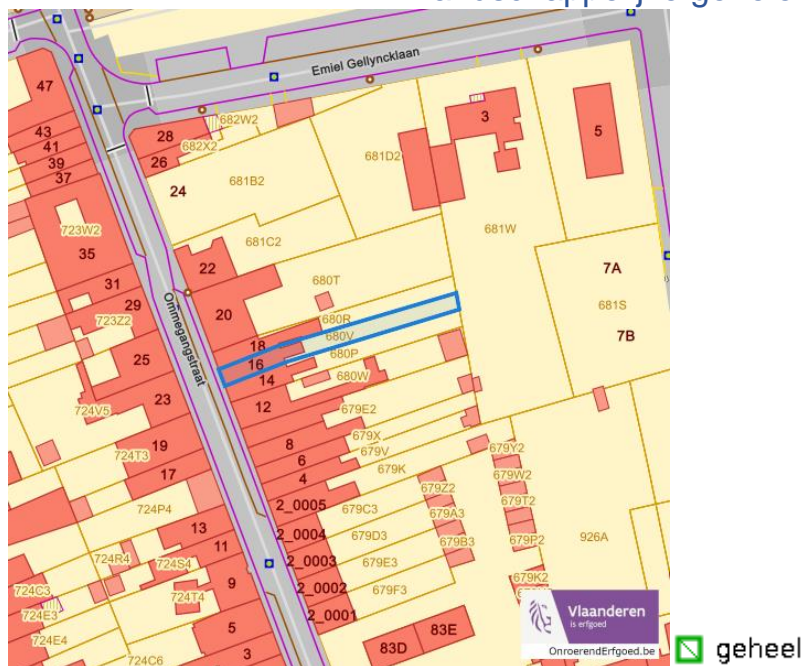 Emiel Gellyncklaan
47
43
41
39
37
28
26
682W2
682X2
24
681B2
681D2
3
5
723W2
35
681C2
681W
31
22
680T
7A
681S
29
723Z2
20
7B
Ommegangstraat
680R
18
680V
16
680P
14
680W
25
12
724V5
23
679E2
8
679X
679V
6
679K
4
19
724T3
17
679Y2
679W2
679Z2
2_0005
679C3
679T2
724P4
679A3
13
2_0004
679D3
679B3
679P2
926A
11
724R4
724S4
2_0003
679E3
724C3
9
679K2
724T4
2_0002
679F3
724E3
2_0001
5
724E4
83E
83D
3
724C6
Vlaanderen
is erfgoed
OnroerendErfgoed.be
geheel